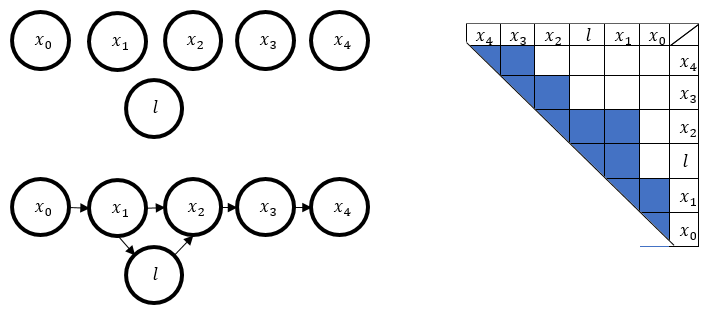 x₀ x₁ x₂ x₃ x₄
l
x₀ x₁ x₂ x₃ x₄
l
x₄ x₃ x₂ l x₁ x₀
x₄
x₃
x₂
l
x₁
x₀